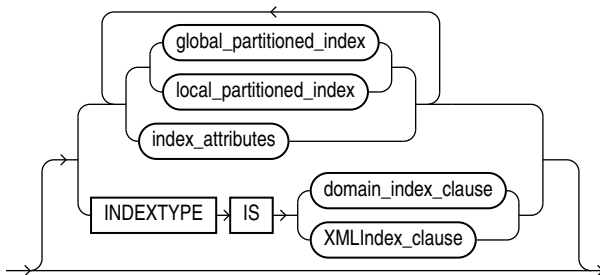 global_partitioned_index
local_partitioned_index
index_attributes
domain_index_clause
INDEXTYPE IS
XMLIndex_clause